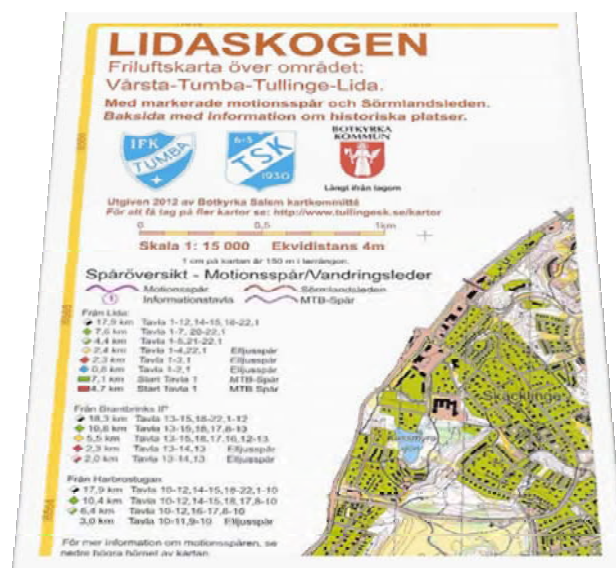 LIDASKOGEN
Friluftskarta över området:
Vårsta-Tumba-Tullinge-Lida.
Med markerade motionsspår och Sörmlandsleden.
Baksida med information om historiska platser.
IFK
TUMBA
6-5
TSK
1930
BOTKYRKA
KOMMUN
Långt ifrån lagom
Utgiven 2012 av Botkyrka Salem kartkommitté
För att få tag på fler kartor se: http://www.tullingesk.se/kartor
0 0,5 1km
Skala 1: 15 000 Ekvidistans 4m
1 cm på kartan är 150 m i terrängen.
Spåröversikt - Motionsspår/Vandringsleder
Motionsspår Sörmlandsleden
Informationstavla MTB-Spår
Från Lida:
17,9 km Tavla 1-12,14-15,18-22,1
7,6 km Tavla 1-7, 20-22,1
4,4 km Tavla 1-5,21-22,1
2,4 km Tavla 1-4,22,1 Elljusspår
2,3 km Tavla 1-3,1 Elljusspår
0,8 km Tavla 1-2,1 Elljusspår
7,1 km Start Tavla 1 MTB-Spår
4,7 km Start Tavla 1 MTB Spår
Från Brantbrinks IP
18,3 km Tavla 13-15,18-22,1-12
10,8 km Tavla 13-15,18,17,8-13
5,5 km Tavla 13-15,18,17,16,12-13
2,3 km Tavla 13-14,13 Elljusspår
2,0 km Tavla 13-14,13 Elljusspår
Från Harbrostugan
17,9 km Tavla 10-12,14-15,18-22,1-10
10,4 km Tavla 10-12,14-15,18,17,8-10
6,4 km Tavla 10-12,16-17,8-10
3,0 km Tavla 10-11,9-10 Elljusspår
För mer information om motionsspåren, se
nedre högra hörnet av kartan.
Skäcklinge